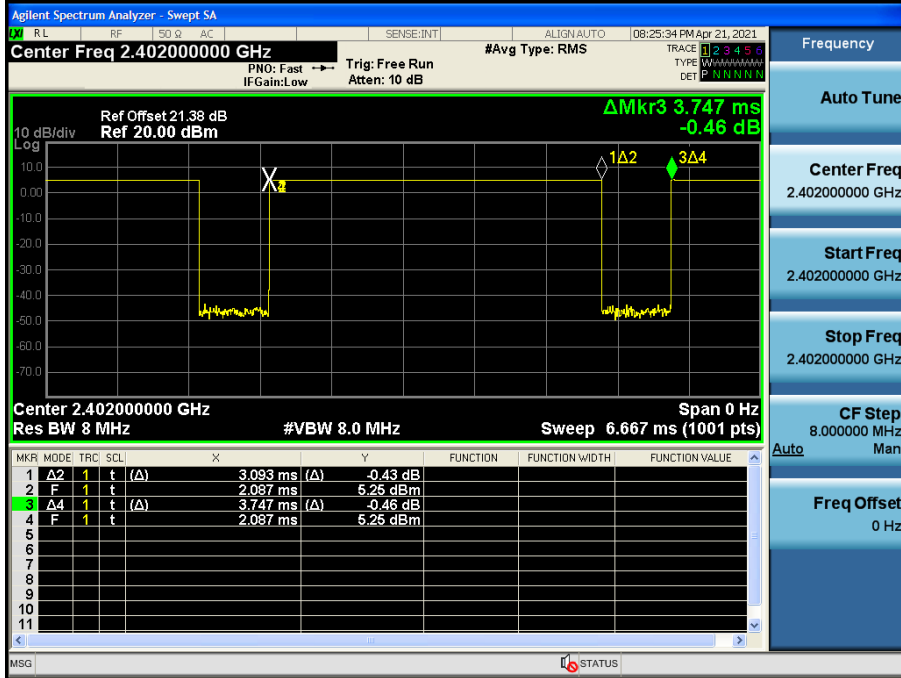 Agilent Spectrum Analyzer - Swept SA
LXI RL RF 50 Ω AC SENSE:INT ALIGN AUTO 08:25:34 PM Apr 21, 2021
Center Freq 2.402000000 GHz
#Avg Type: RMS
TRACE 1 2 3 4 5 6
PNO: Fast
Trig: Free Run
TYPE WWWWWW
IFGain:Low
Atten: 10 dB
DET P N N N N N
ΔMkr3 3.747 ms
-0.46 dB
Ref Offset 21.38 dB
10 dB/div Ref 20.00 dBm
Log
10.0
0.00
-10.0
-20.0
-30.0
-40.0
-50.0
-60.0
-70.0
1Δ2
3Δ4
Center 2.402000000 GHz Span 0 Hz
Res BW 8 MHz #VBW 8.0 MHz Sweep 6.667 ms (1001 pts)
MKR MODE TRC SCL X Y FUNCTION FUNCTION WIDTH FUNCTION VALUE
1 Δ2 1 t (Δ) 3.093 ms (Δ) -0.43 dB
2 F 1 t 2.087 ms 5.25 dBm
3 Δ4 1 t (Δ) 3.747 ms (Δ) -0.46 dB
4 F 1 t 2.087 ms 5.25 dBm
5
6
7
8
9
10
11
MSG STATUS
Frequency
Auto Tune
Center Freq
2.402000000 GHz
Start Freq
2.402000000 GHz
Stop Freq
2.402000000 GHz
CF Step
8.000000 MHz
Auto Man
Freq Offset
0 Hz